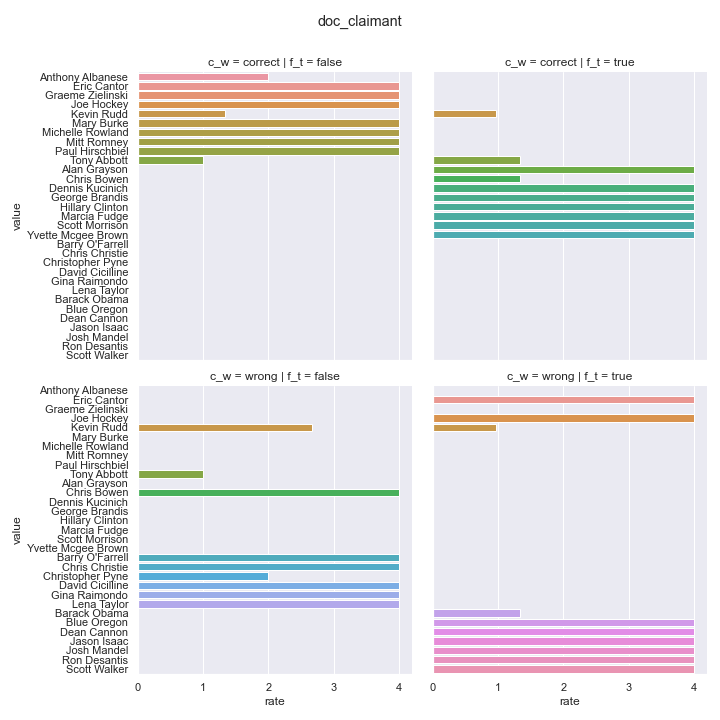 doc_claimant
c_w = correct | f_t = false
c_w = correct | f_t = true
Anthony Albanese
Eric Cantor
Graeme Zielinski
Joe Hockey
Kevin Rudd
Mary Burke
Michelle Rowland
Mitt Romney
Paul Hirschbiel
Tony Abbott
Alan Grayson
Chris Bowen
Dennis Kucinich
George Brandis
Hillary Clinton
Marcia Fudge
Scott Morrison
Yvette Mcgee Brown
Barry O'Farrell
Chris Christie
Christopher Pyne
David Cicilline
Gina Raimondo
Lena Taylor
Barack Obama
Blue Oregon
Dean Cannon
Jason Isaac
Josh Mandel
Ron Desantis
Scott Walker
value
c_w = wrong | f_t = false
c_w = wrong | f_t = true
Anthony Albanese
Eric Cantor
Graeme Zielinski
Joe Hockey
Kevin Rudd
Mary Burke
Michelle Rowland
Mitt Romney
Paul Hirschbiel
Tony Abbott
Alan Grayson
Chris Bowen
Dennis Kucinich
George Brandis
Hillary Clinton
Marcia Fudge
Scott Morrison
Yvette Mcgee Brown
Barry O'Farrell
Chris Christie
Christopher Pyne
David Cicilline
Gina Raimondo
Lena Taylor
Barack Obama
Blue Oregon
Dean Cannon
Jason Isaac
Josh Mandel
Ron Desantis
Scott Walker
value
0 1 2 3 4
0 1 2 3 4
rate
rate